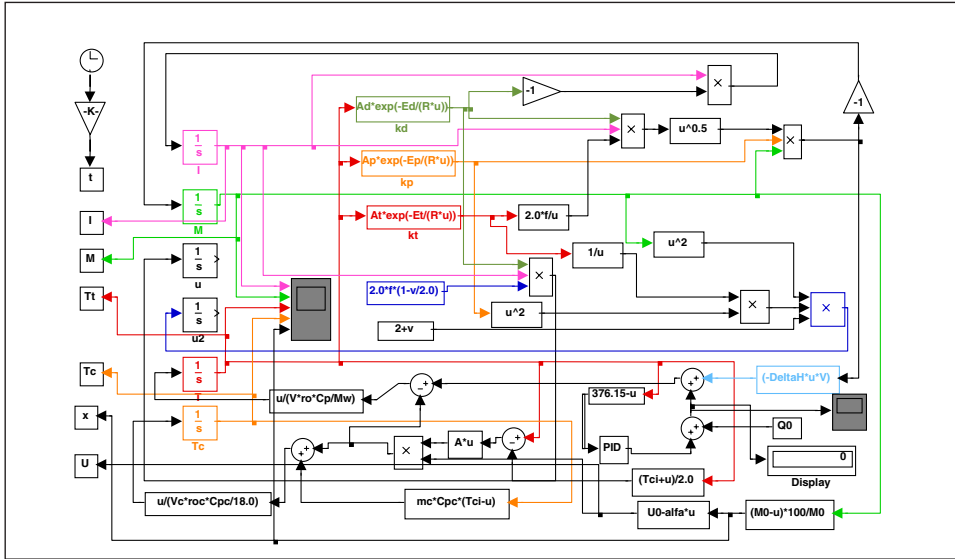 -K-
t
I
M
Tt
Tc
x
U
1
s
I
1
s
M
1
s
u
1
s
u2
1
s
T
1
s
Tc
Ad*exp(-Ed/(R*u))
kd
Ap*exp(-Ep/(R*u))
kp
At*exp(-Et/(R*u))
kt
-1
×
-1
×
u^0.5
×
2.0*f/u
1/u
u^2
×
2.0*f*(1-v/2.0)
u^2
×
×
2+v
u/(V*ro*Cp/Mw)
−
+
+
+
(-DeltaH*u*V)
376.15-u
PID
+
+
Q0
0
Display
+
+
×
A*u
−
+
(Tci+u)/2.0
u/(Vc*roc*Cpc/18.0)
mc*Cpc*(Tci-u)
U0-alfa*u
(M0-u)*100/M0